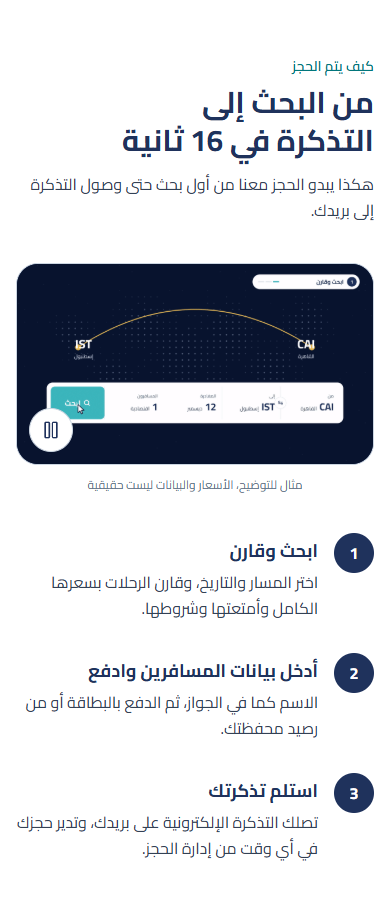 كيف يتم الحجز
من البحث إلى
التذكرة في 16 ثانية
هكذا يبدو الحجز معنا من أول بحث حتى وصول التذكرة
إلى بريدك.
1 ابحث وقارن
IST
إسطنبول
CAI
القاهرة
من
CAI القاهرة
إلى
IST إسطنبول
المغادرة
12 ديسمبر
المسافرون
1 اقتصادية
ابحث
مثال للتوضيح، الأسعار والبيانات ليست حقيقية
1
ابحث وقارن
اختر المسار والتاريخ، وقارن الرحلات بسعرها
الكامل وأمتعتها وشروطها.
2
أدخل بيانات المسافرين وادفع
الاسم كما في الجواز، ثم الدفع بالبطاقة أو من
رصيد محفظتك.
3
استلم تذكرتك
تصلك التذكرة الإلكترونية على بريدك، وتدير حجزك
في أي وقت من إدارة الحجز.